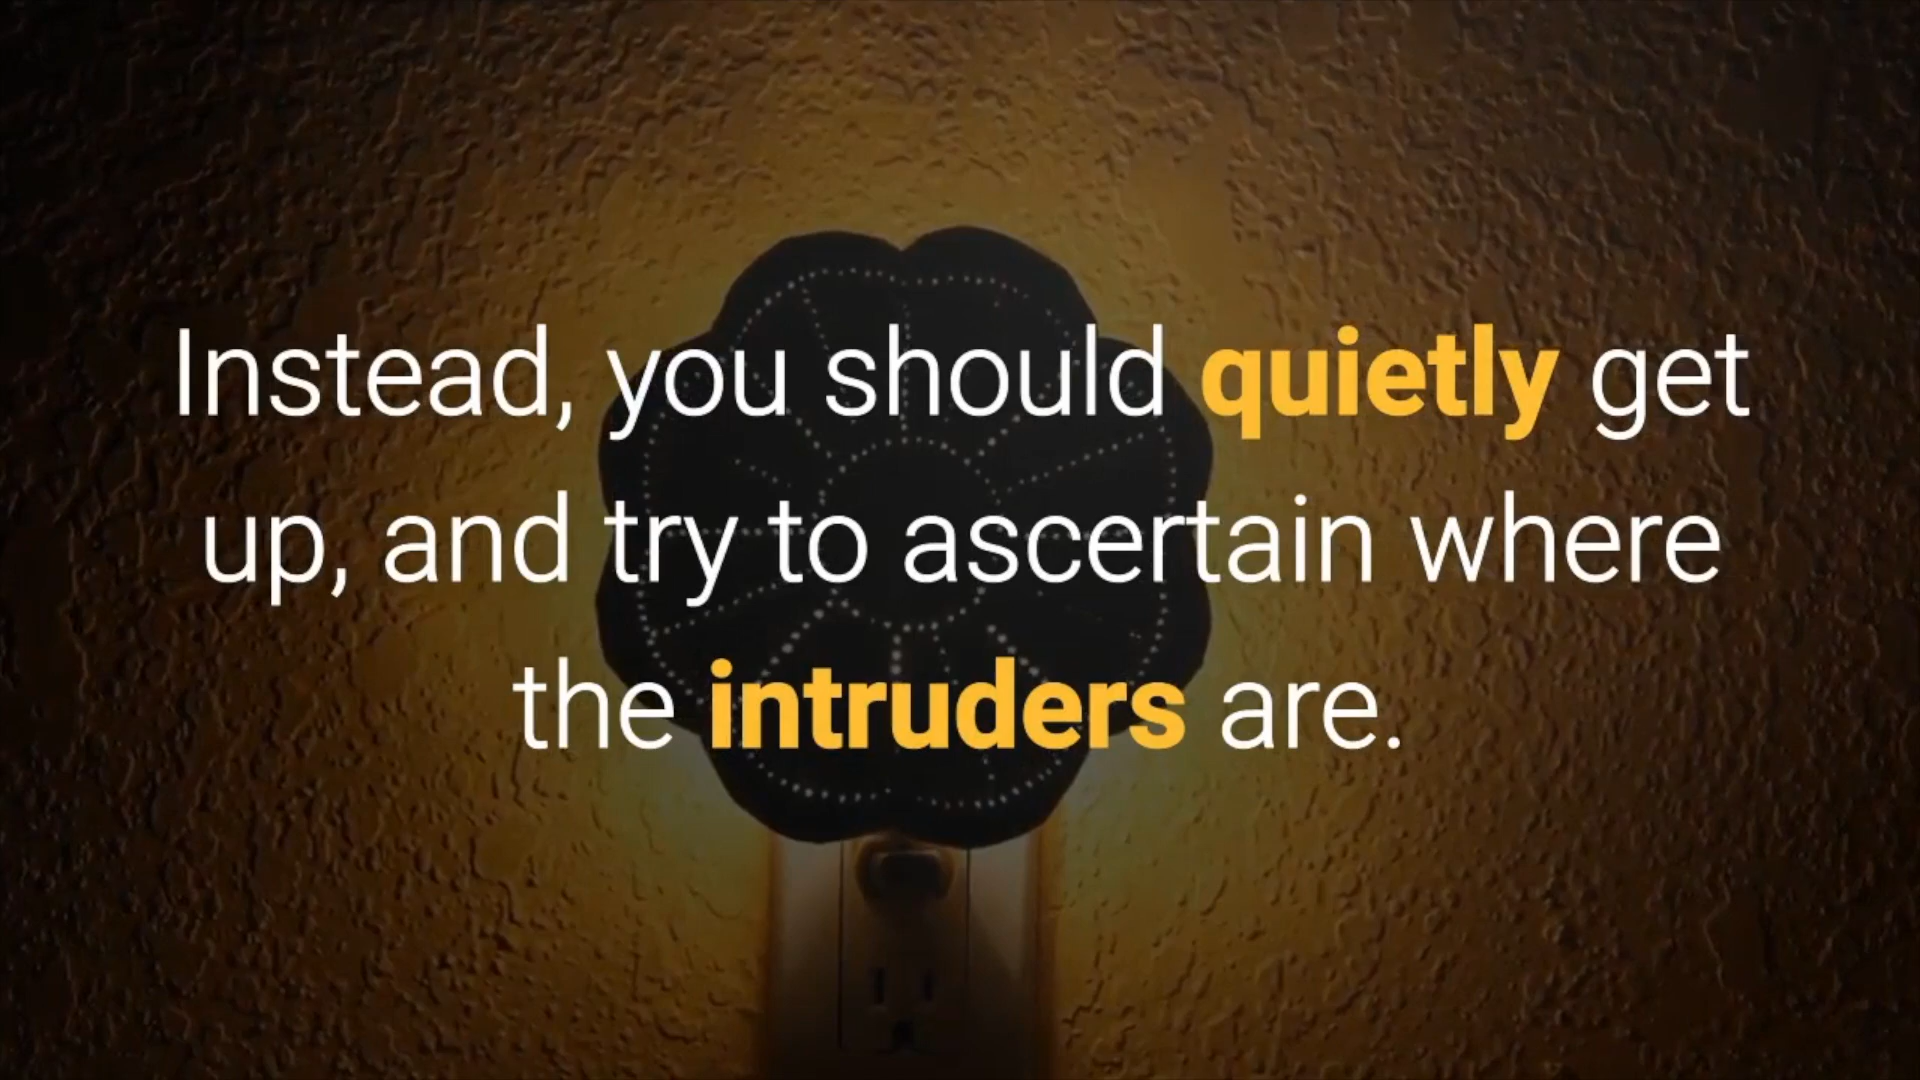 Instead, you should quietly get
up, and try to ascertain where
the intruders are.